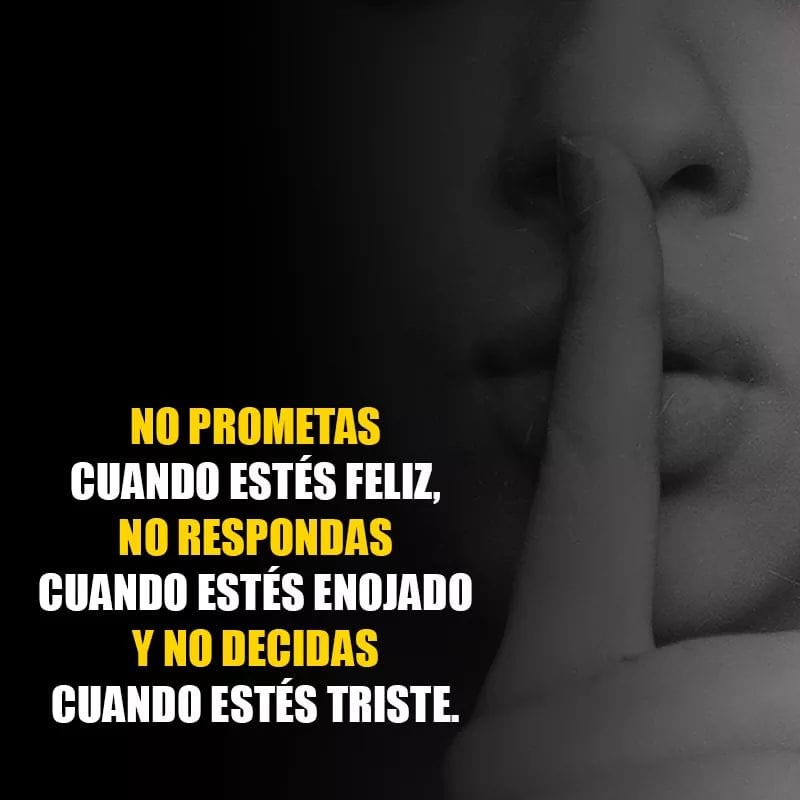 NO PROMETAS
CUANDO ESTÉS FELIZ,
NO RESPONDAS
CUANDO ESTÉS ENOJADO
Y NO DECIDAS
CUANDO ESTÉS TRISTE.